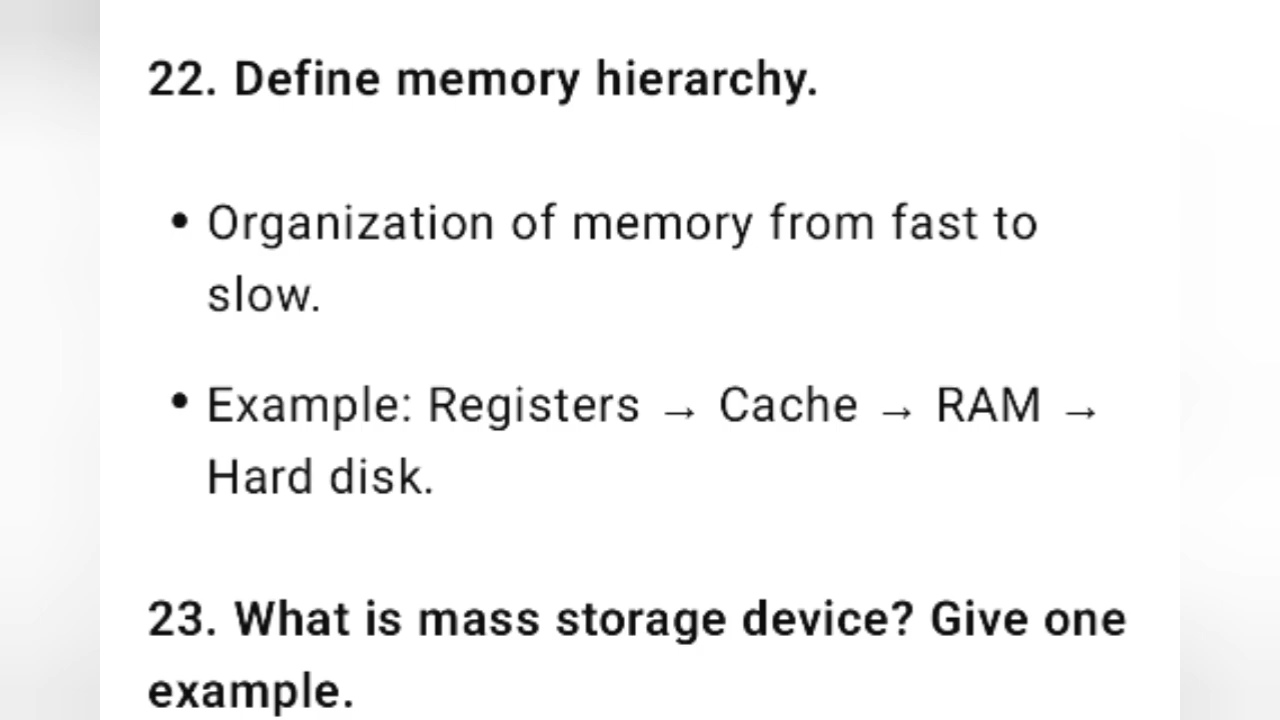 22. Define memory hierarchy.
• Organization of memory from fast to
slow.
• Example: Registers → Cache → RAM →
Hard disk.
23. What is mass storage device? Give one
example.